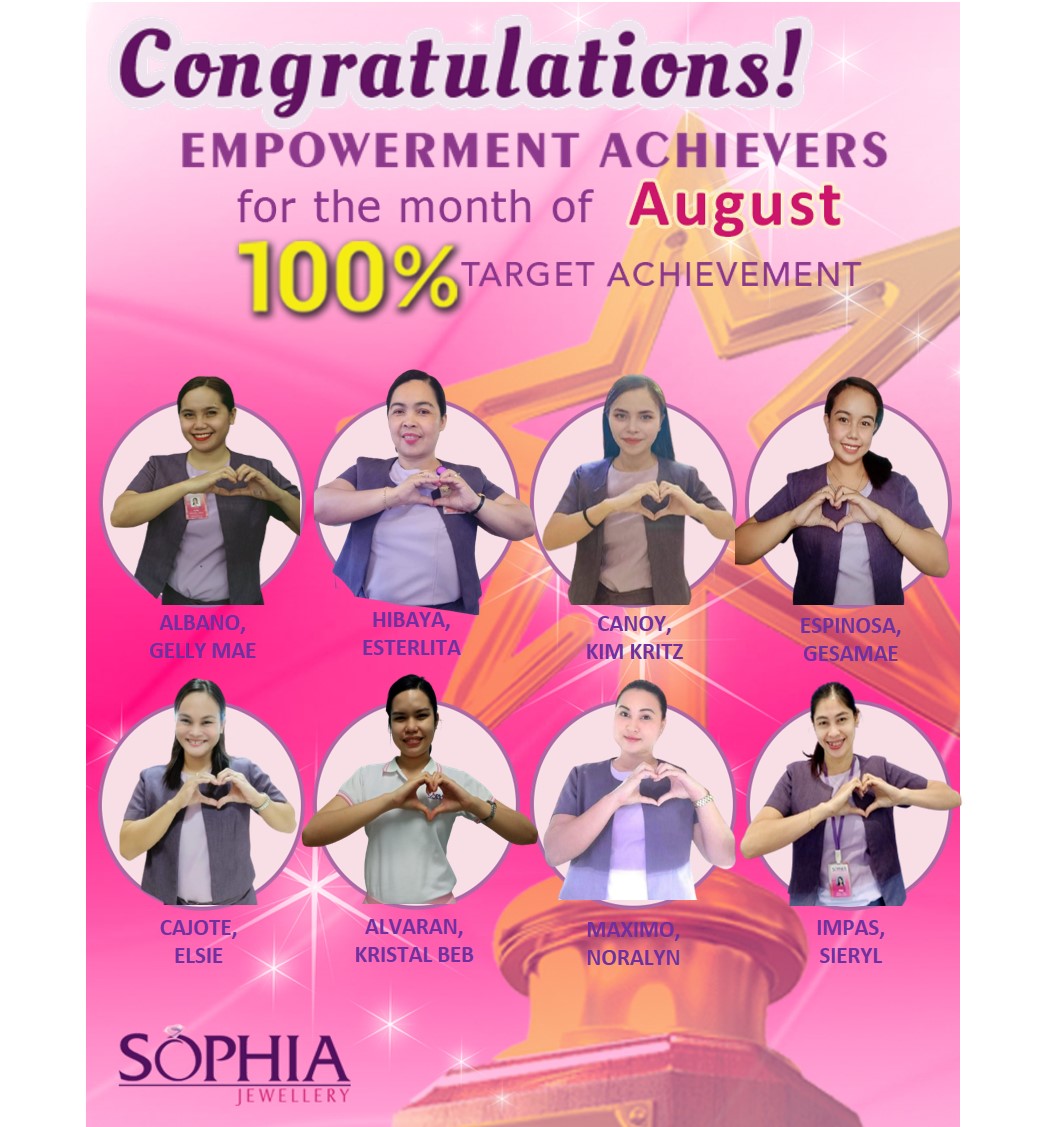 Congratulations!
EMPOWERMENT ACHIEVERS
for the month of August
100% TARGET ACHIEVEMENT
ALBANO,
GELLY MAE
HIBAYA,
ESTERLITA
CANOY,
KIM KRITZ
ESPINOSA,
GESAMAE
CAJOTE,
ELSIE
ALVARAN,
KRISTAL BEB
MAXIMO,
NORALYN
IMPAS,
SIERYL
SOPHIA
JEWELLERY